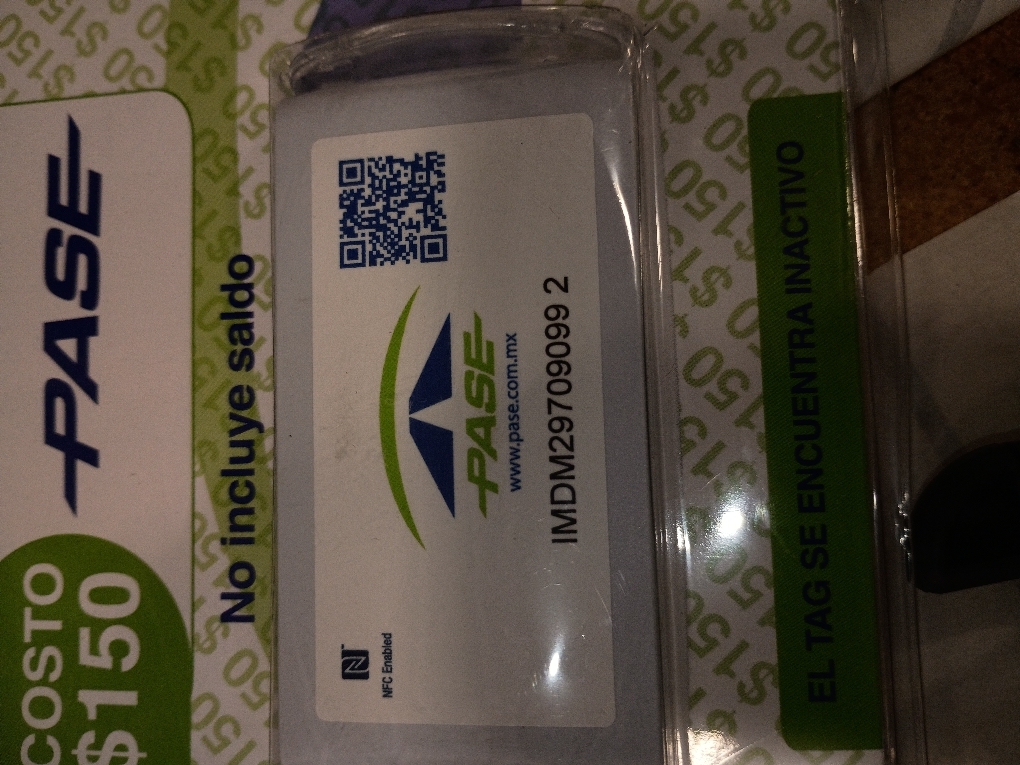 PASE
COSTO
$150
No incluye saldo
PASE
www.pase.com.mx
IMDM29709099 2
NFC Enabled
EL TAG SE ENCUENTRA INACTIVO